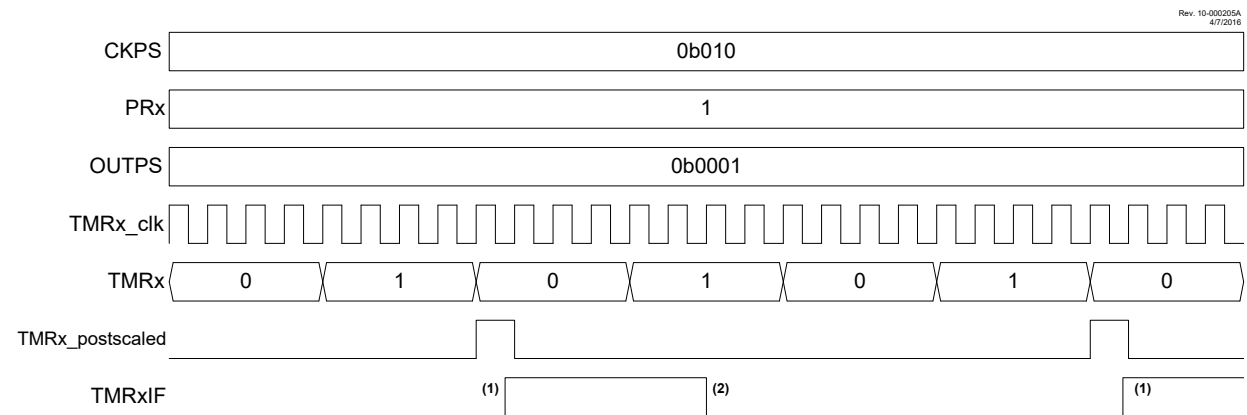 Rev. 10-000205A
4/7/2016
CKPS 0b010
PRx 1
OUTPS 0b0001
TMRx_clk
TMRx 0 1 0 1 0 1 0
TMRx_postscaled
TMRxIF (1) (2) (1)